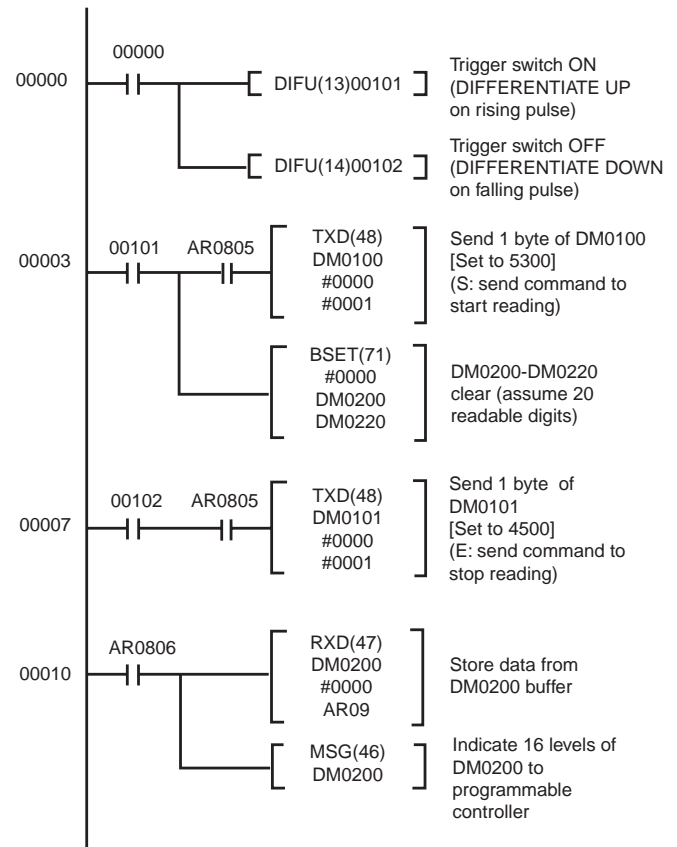 00000
00000
DIFU(13)00101
Trigger switch ON
(DIFFERENTIATE UP
on rising pulse)
DIFU(14)00102
Trigger switch OFF
(DIFFERENTIATE DOWN
on falling pulse)
00003
00101
AR0805
TXD(48)
DM0100
#0000
#0001
Send 1 byte of DM0100
[Set to 5300]
(S: send command to
start reading)
BSET(71)
#0000
DM0200
DM0220
DM0200-DM0220
clear (assume 20
readable digits)
00007
00102
AR0805
TXD(48)
DM0101
#0000
#0001
Send 1 byte of
DM0101
[Set to 4500]
(E: send command to
stop reading)
00010
AR0806
RXD(47)
DM0200
#0000
AR09
Store data from
DM0200 buffer
MSG(46)
DM0200
Indicate 16 levels of
DM0200 to
programmable
controller